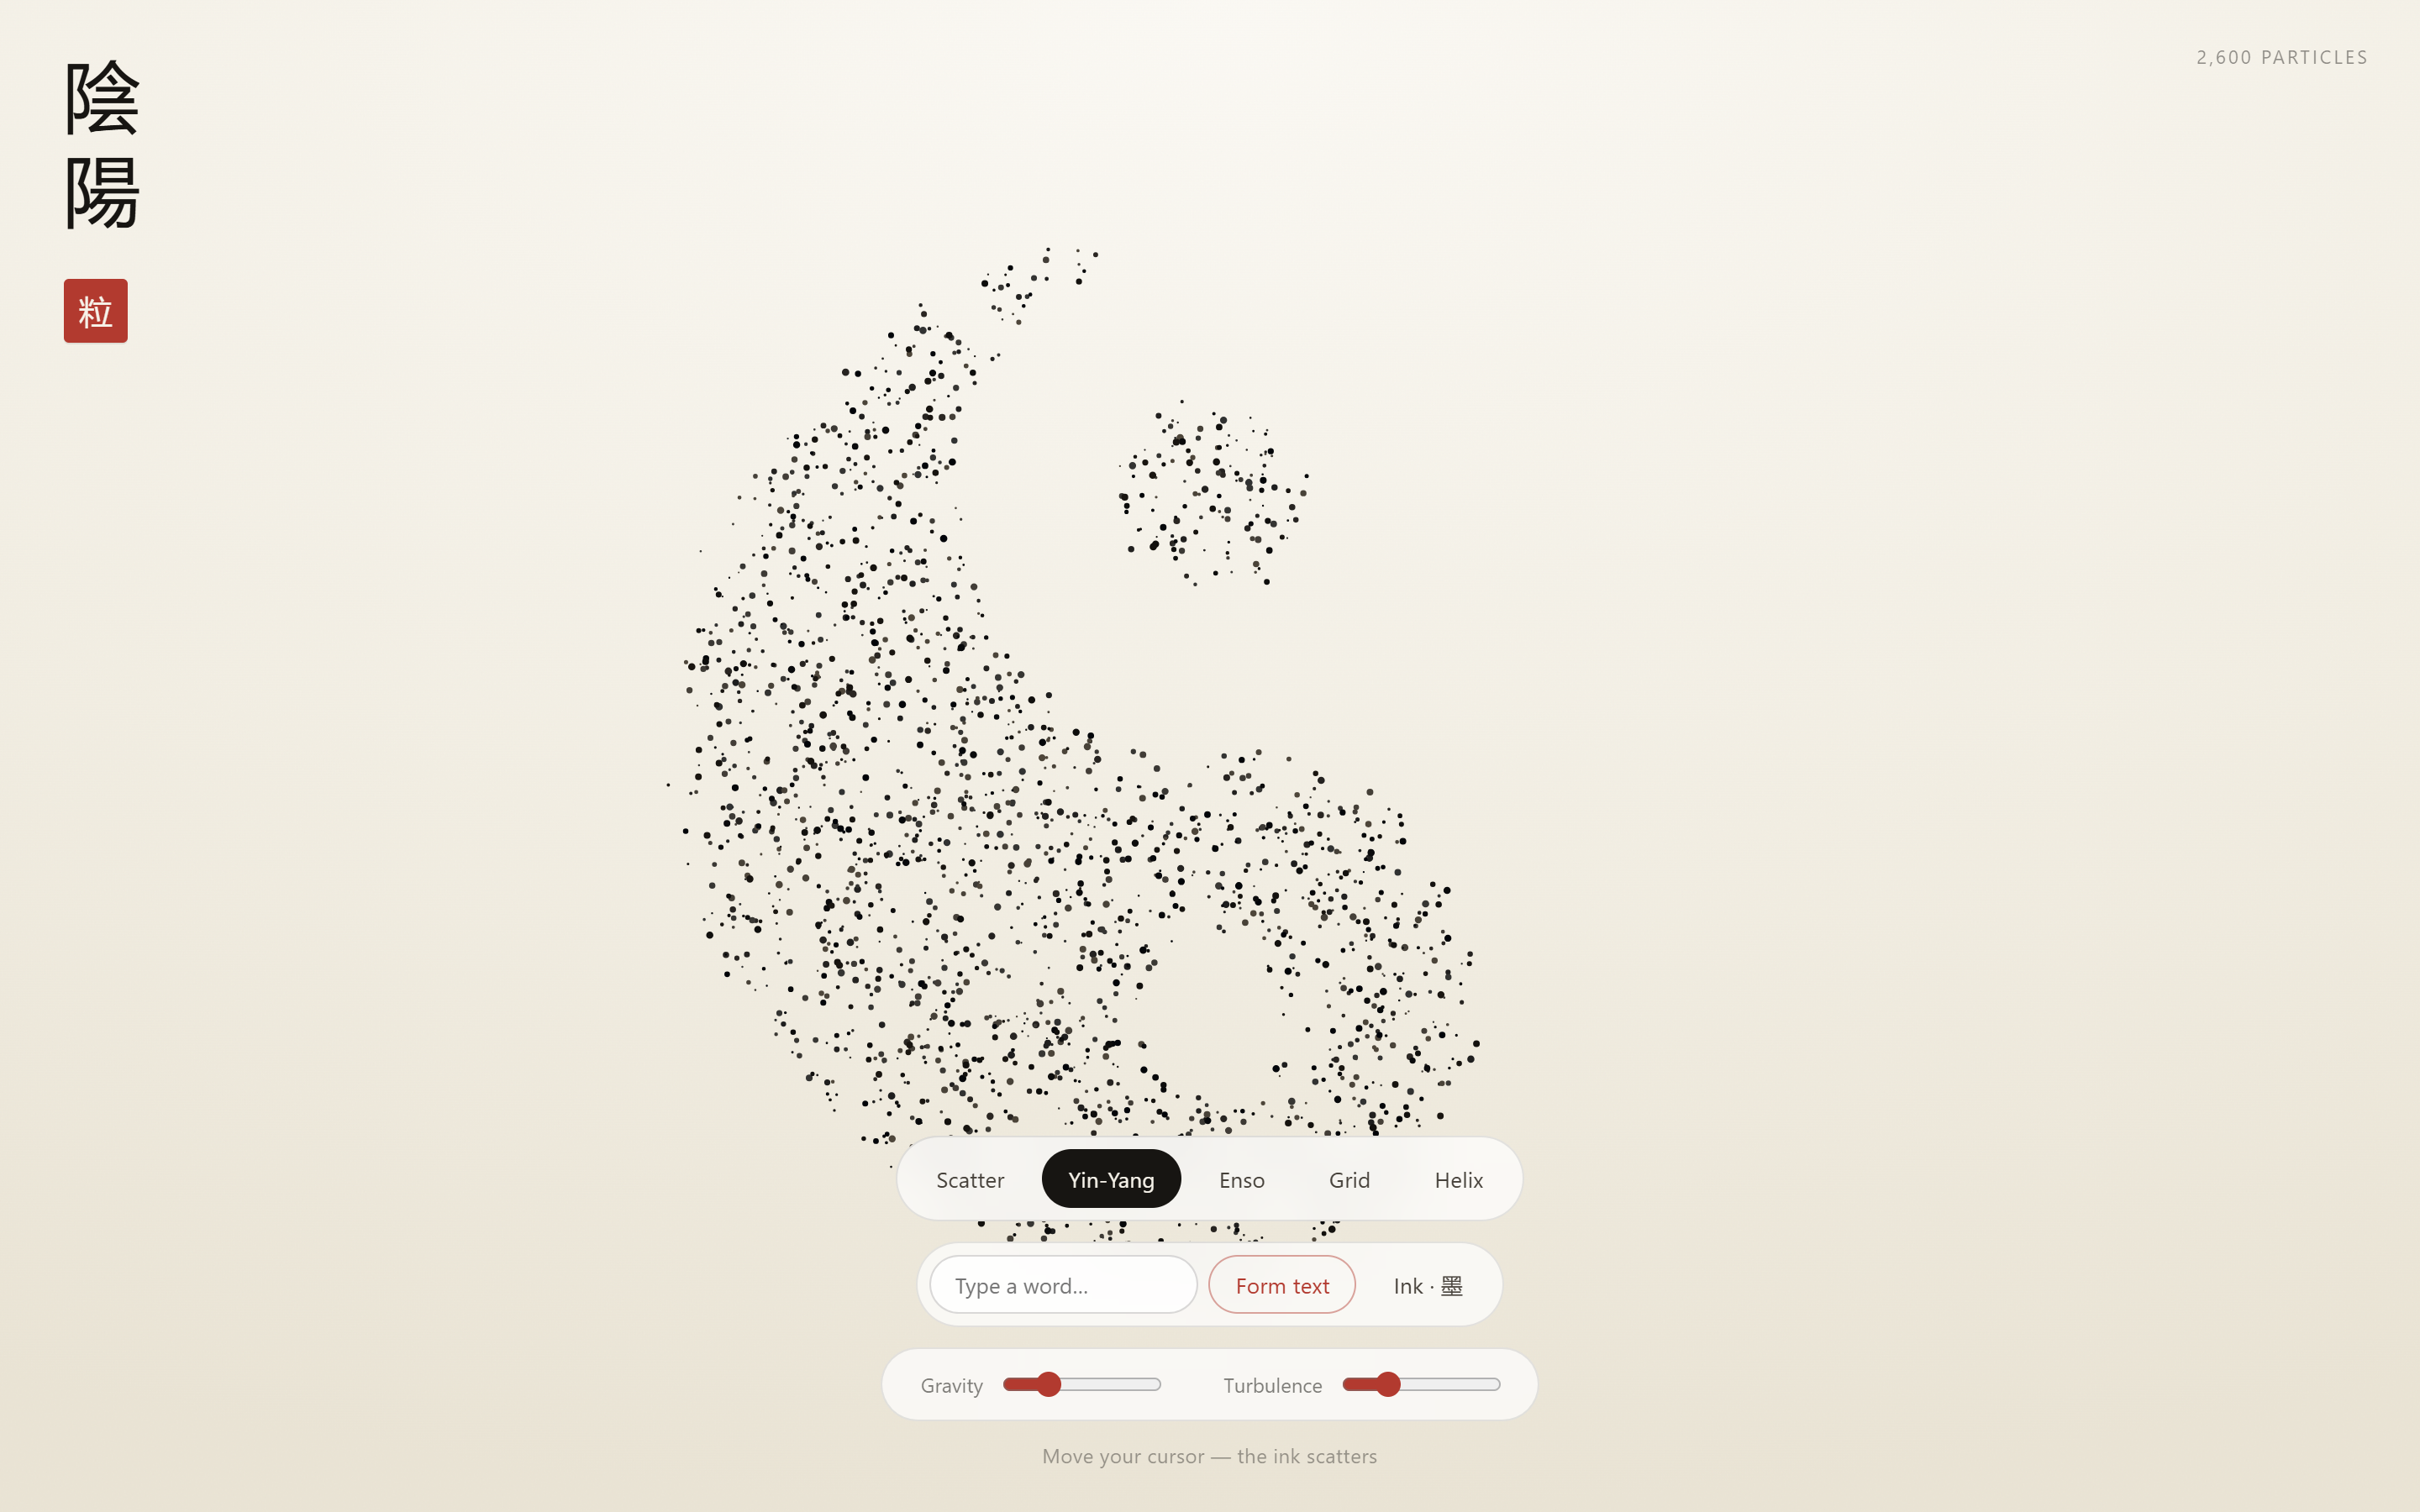 陰
陽
粒
2,600 PARTICLES
Scatter Yin-Yang Enso Grid Helix
Type a word... Form text Ink · 墨
Gravity Turbulence
Move your cursor — the ink scatters